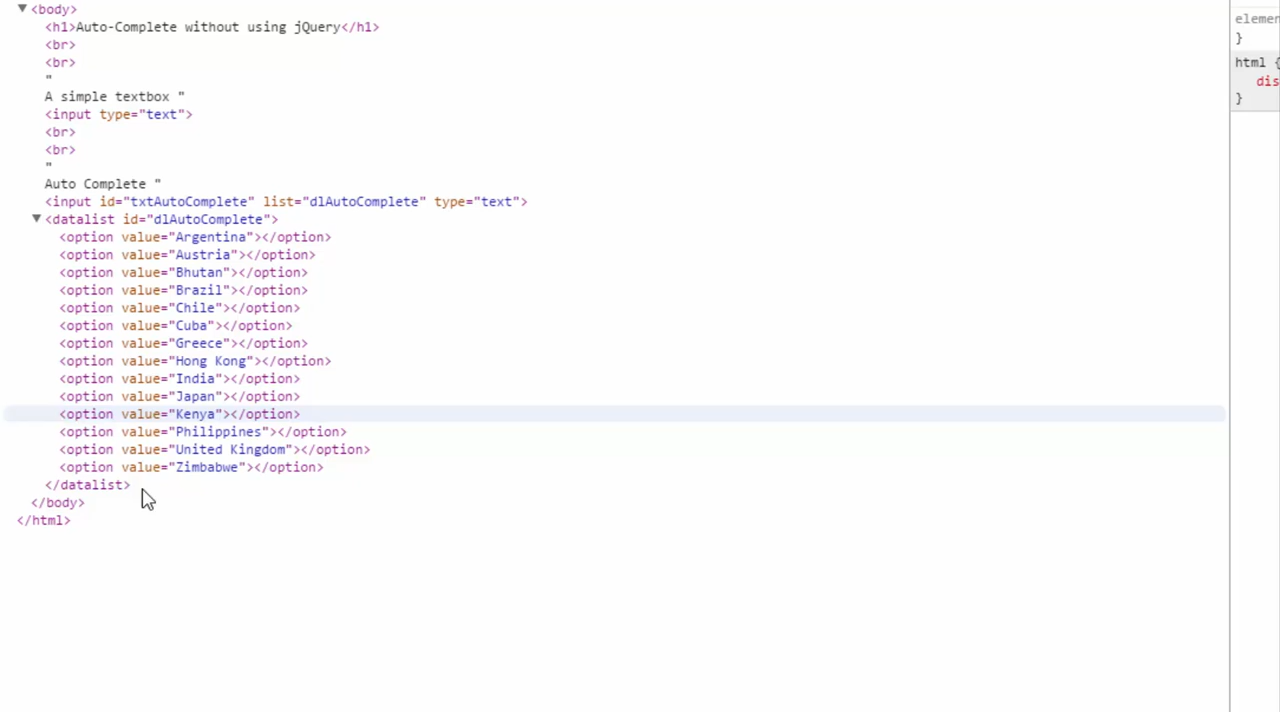 <body>
<h1>Auto-Complete without using jQuery</h1>
<br>
<br>
"
A simple textbox "
<input type="text">
<br>
<br>
"
Auto Complete "
<input id="txtAutoComplete" list="dlAutoComplete" type="text">
<datalist id="dlAutoComplete">
<option value="Argentina"></option>
<option value="Austria"></option>
<option value="Bhutan"></option>
<option value="Brazil"></option>
<option value="Chile"></option>
<option value="Cuba"></option>
<option value="Greece"></option>
<option value="Hong Kong"></option>
<option value="India"></option>
<option value="Japan"></option>
<option value="Kenya"></option>
<option value="Philippines"></option>
<option value="United Kingdom"></option>
<option value="Zimbabwe"></option>
</datalist>
</body>
</html>
elemen
}
html {
dis
}